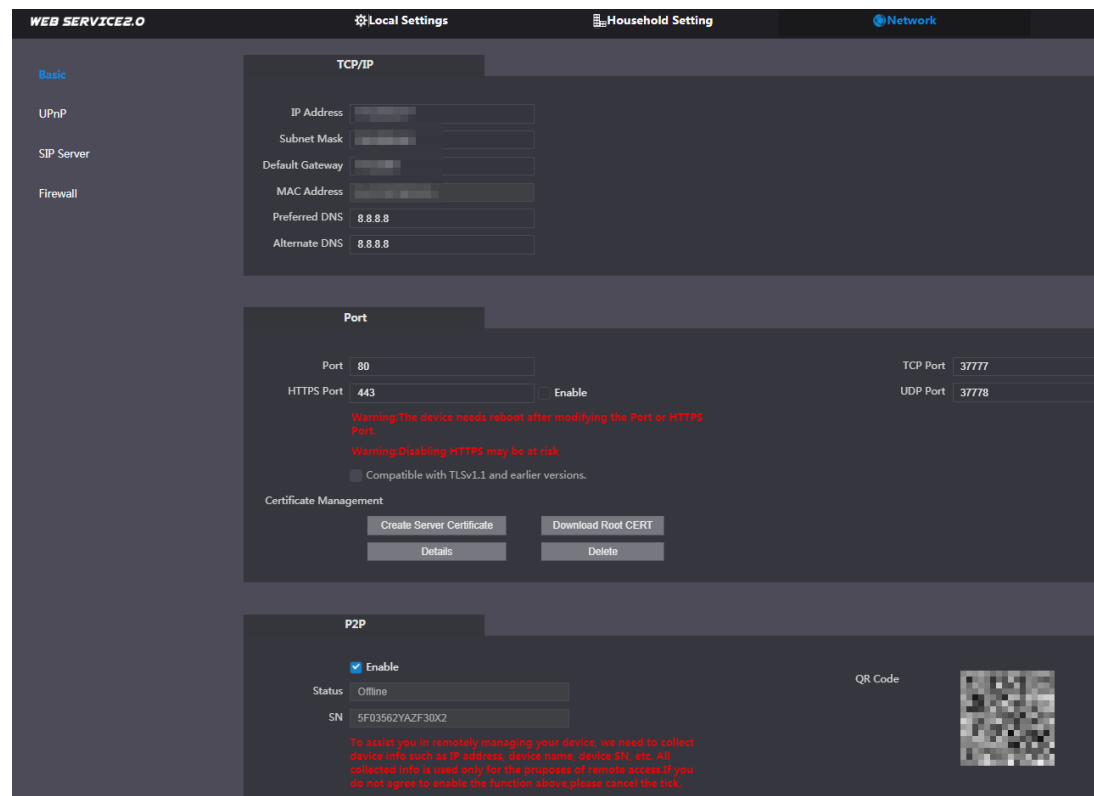 WEB SERVICE2.0
Local Settings
Household Setting
Network
Basic
UPnP
SIP Server
Firewall
TCP/IP
IP Address
Subnet Mask
Default Gateway
MAC Address
Preferred DNS 8.8.8.8
Alternate DNS 8.8.8.8
Port
Port 80
TCP Port 37777
HTTPS Port 443 Enable
UDP Port 37778
Warning:The device needs reboot after modifying the Port or HTTPS
Port.
Warning:Disabling HTTPS may be at risk
Compatible with TLSv1.1 and earlier versions.
Certificate Management
Create Server Certificate
Download Root CERT
Details
Delete
P2P
Enable
QR Code
Status Offline
SN 5F03562YAZF30X2
To assist you in remotely managing your device, we need to collect
device info such as IP address, device name, device SN, etc. All
collected info is used only for the pruposes of remote access.If you
do not agree to enable the function above,please cancel the tick.